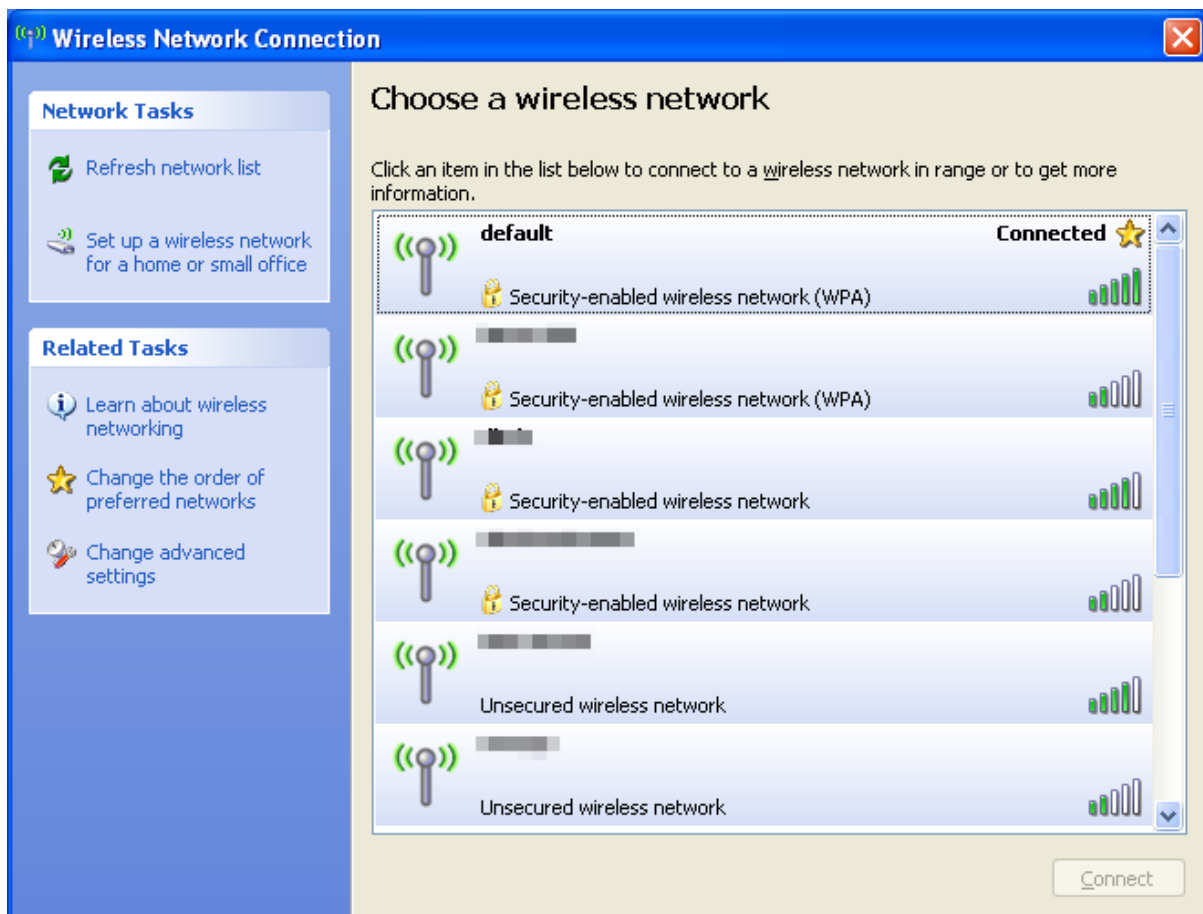 Wireless Network Connection
Network Tasks
Refresh network list
Set up a wireless network
for a home or small office
Related Tasks
Learn about wireless
networking
Change the order of
preferred networks
Change advanced
settings
Choose a wireless network
Click an item in the list below to connect to a wireless network in range or to get more
information.
default Connected
Security-enabled wireless network (WPA)
Security-enabled wireless network (WPA)
Security-enabled wireless network
Security-enabled wireless network
Unsecured wireless network
Unsecured wireless network
Connect